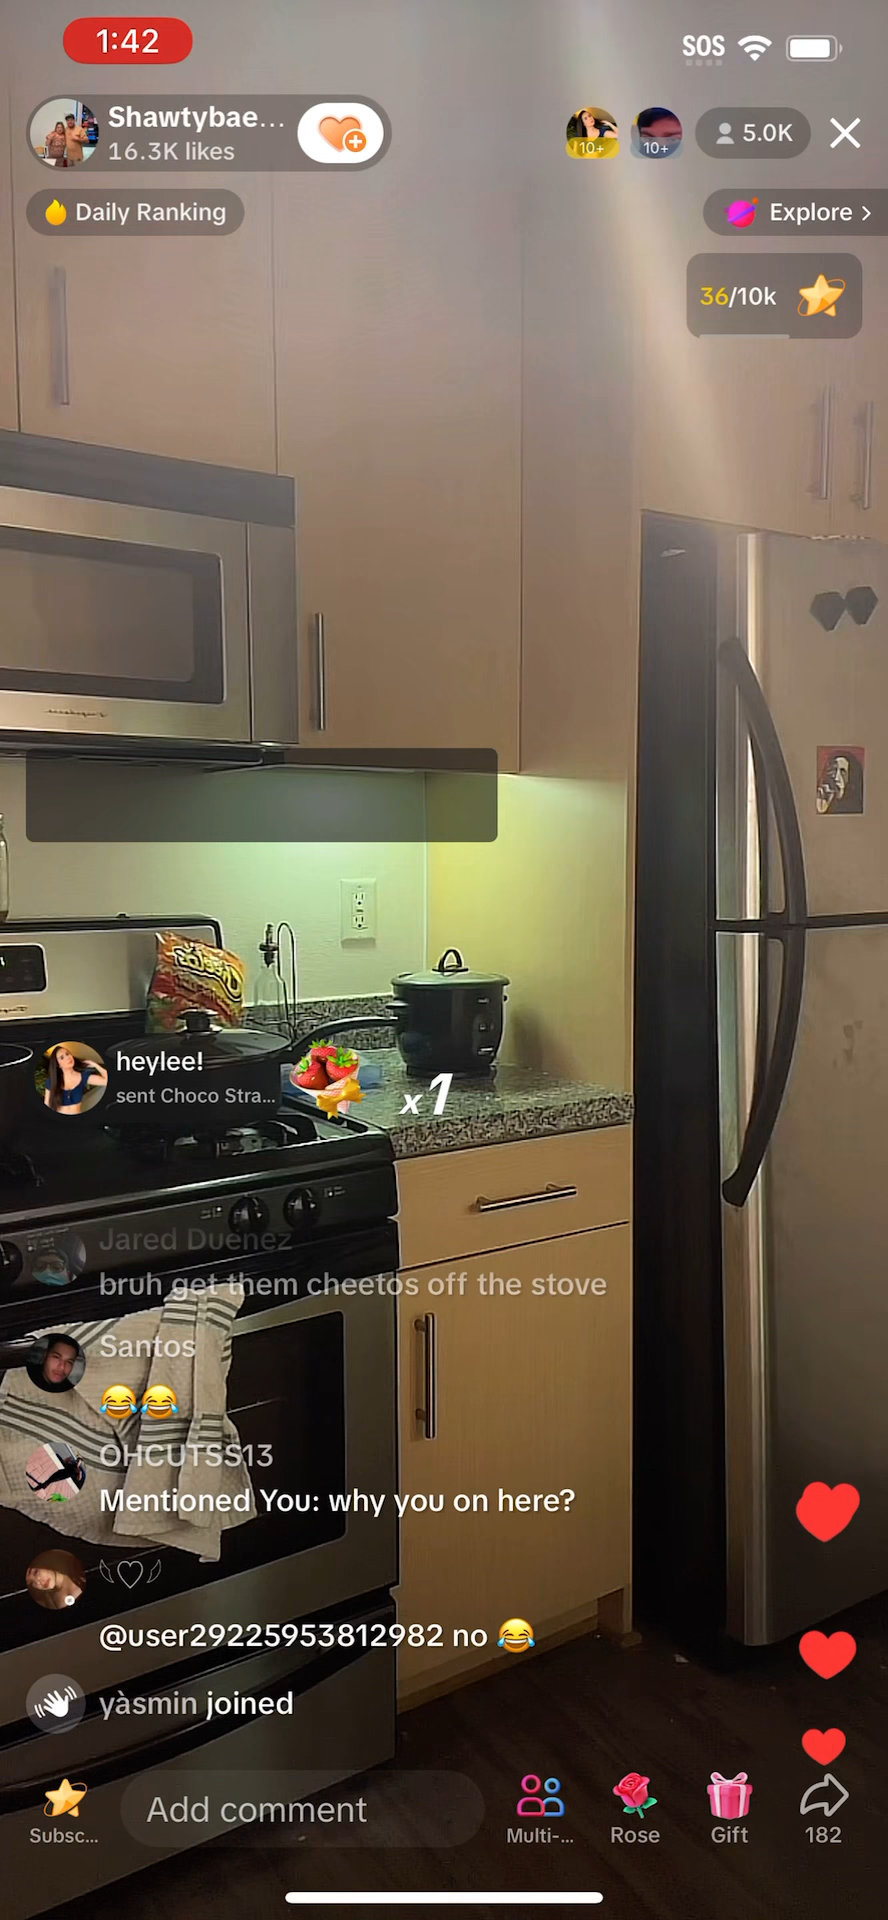 1:42
SOS
Shawtybae...
16.3K likes
10+
10+
5.0K
Daily Ranking
Explore >
36/10k
heylee!
sent Choco Stra...
x1
Jared Duenez
bruh get them cheetos off the stove
Santos
😂😂
OHCUTSS13
Mentioned You: why you on here?
@user29225953812982 no 😂
yàsmin joined
Subsc...
Add comment
Multi-...
Rose
Gift
182